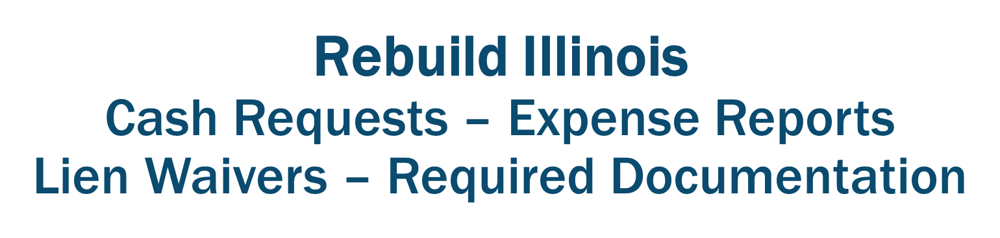 Rebuild Illinois
Cash Requests – Expense Reports
Lien Waivers – Required Documentation